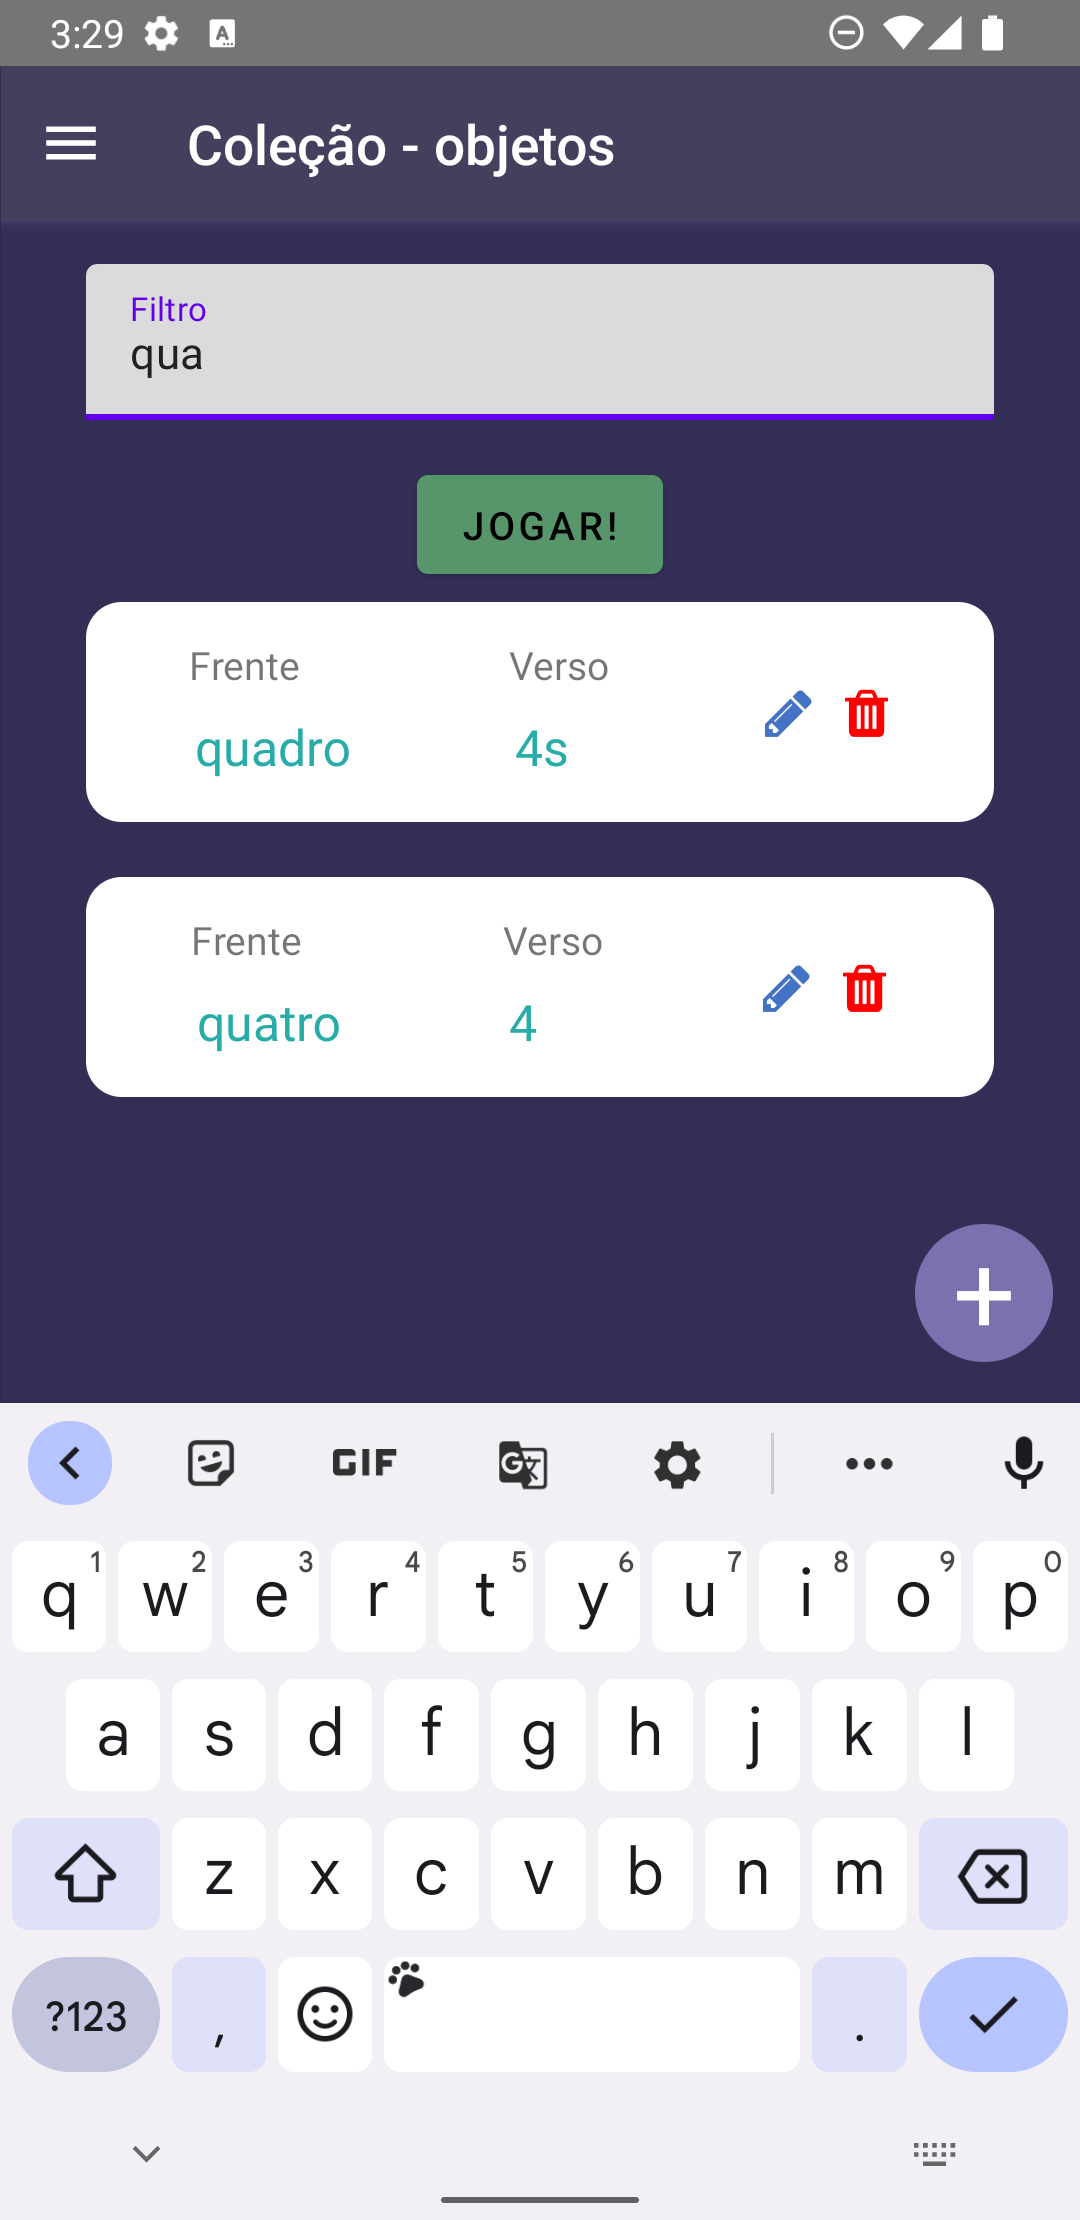 3:29
Coleção - objetos
Filtro
qua
JOGAR!
Frente Verso
quadro 4s
Frente Verso
quatro 4
GIF
q 1 w 2 e 3 r 4 t 5 y 6 u 7 i 8 o 9 p 0
a s d f g h j k l
z x c v b n m
?123 , .